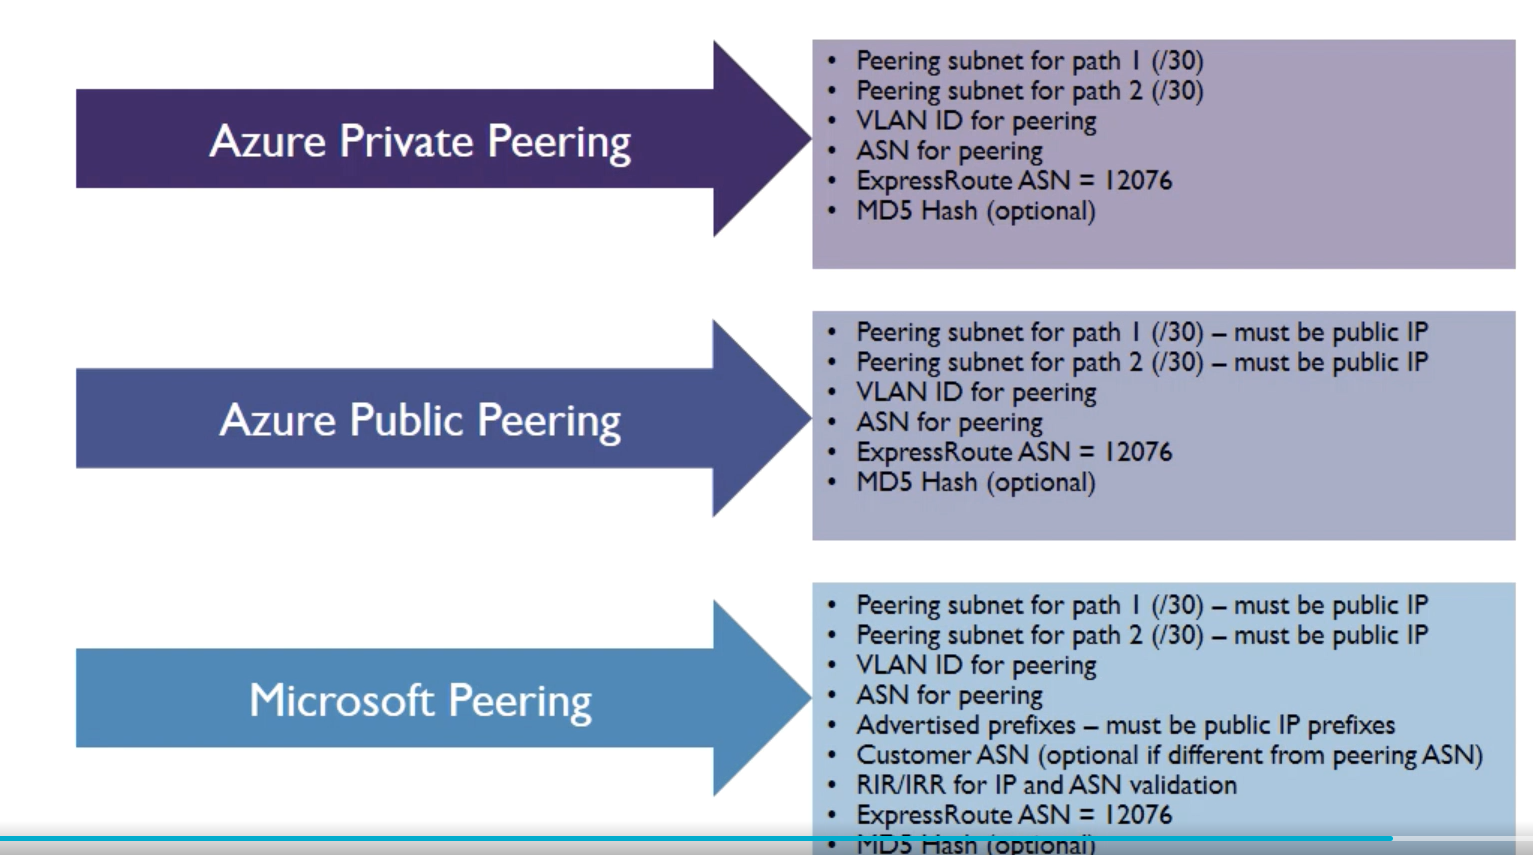 Azure Private Peering
• Peering subnet for path 1 (/30)
• Peering subnet for path 2 (/30)
• VLAN ID for peering
• ASN for peering
• ExpressRoute ASN = 12076
• MD5 Hash (optional)
Azure Public Peering
• Peering subnet for path 1 (/30) – must be public IP
• Peering subnet for path 2 (/30) – must be public IP
• VLAN ID for peering
• ASN for peering
• ExpressRoute ASN = 12076
• MD5 Hash (optional)
Microsoft Peering
• Peering subnet for path 1 (/30) – must be public IP
• Peering subnet for path 2 (/30) – must be public IP
• VLAN ID for peering
• ASN for peering
• Advertised prefixes – must be public IP prefixes
• Customer ASN (optional if different from peering ASN)
• RIR/IRR for IP and ASN validation
• ExpressRoute ASN = 12076
• MD5 Hash (optional)